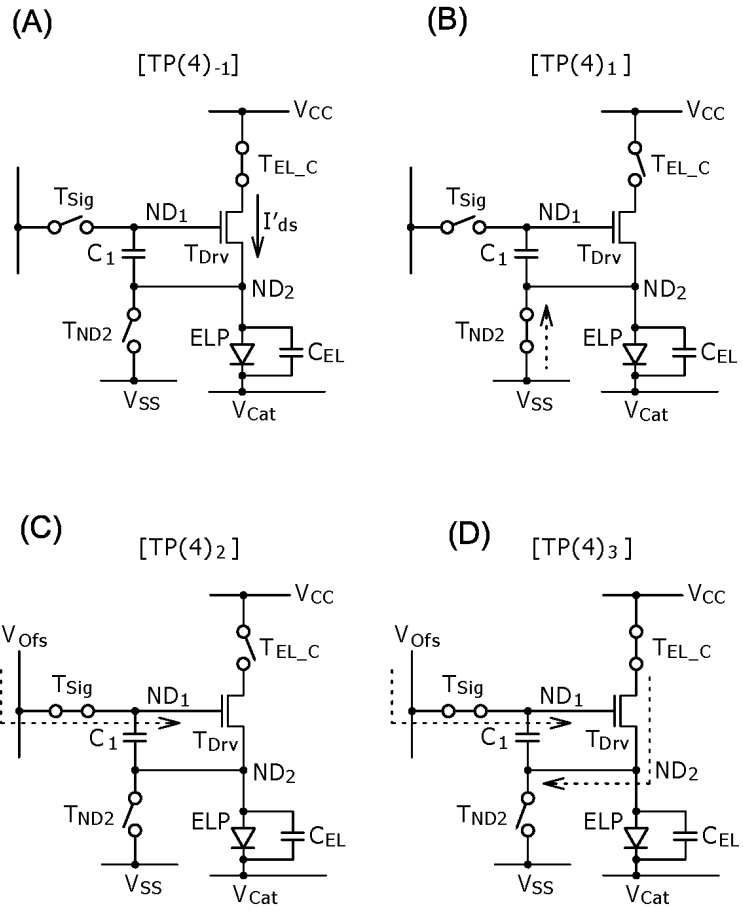 (A)
[TP(4)-1]
VCC
TEL_C
TSig
ND1
I'ds
C1
TDrv
ND2
TND2
ELP
CEL
VSS
VCat
(B)
[TP(4)1]
VCC
TEL_C
TSig
ND1
C1
TDrv
ND2
TND2
ELP
CEL
VSS
VCat
(C)
[TP(4)2]
VCC
VOfs
TEL_C
TSig
ND1
C1
TDrv
ND2
TND2
ELP
CEL
VSS
VCat
(D)
[TP(4)3]
VCC
VOfs
TEL_C
TSig
ND1
C1
TDrv
ND2
TND2
ELP
CEL
VSS
VCat